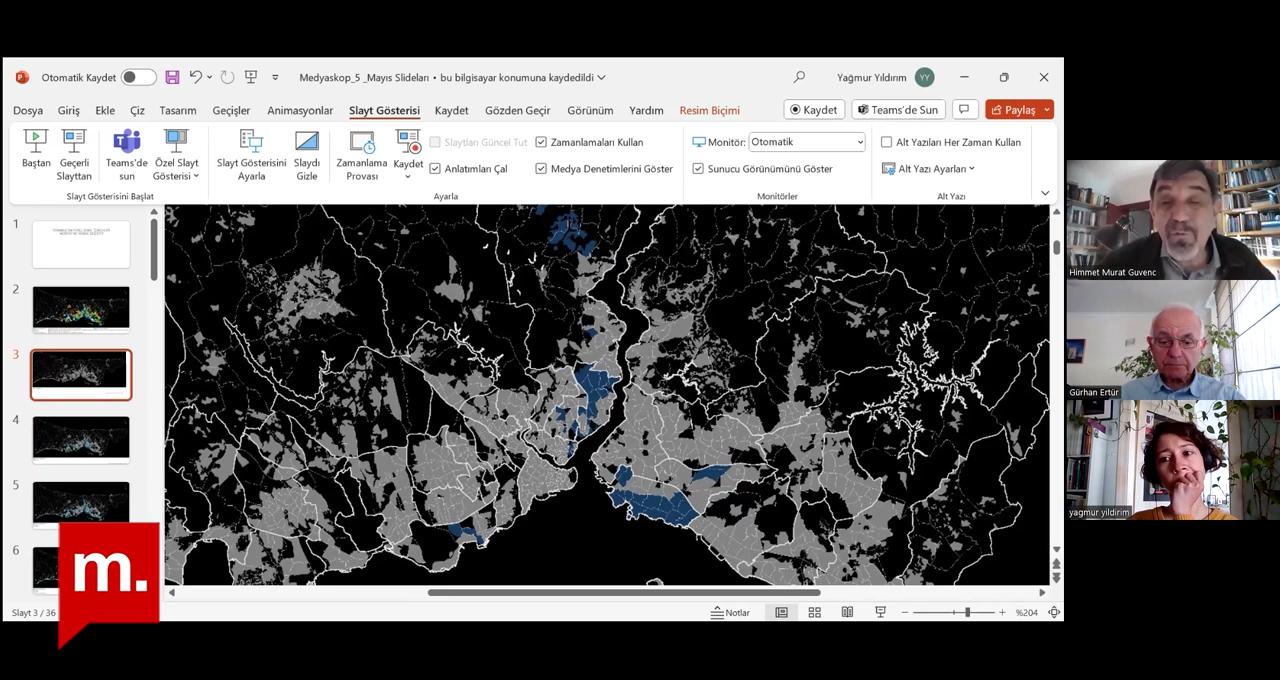 Otomatik Kaydet
Medyaskop_5 _Mayıs Slideları • bu bilgisayar konumuna kaydedildi
Yağmur Yıldırım
YY
Dosya Giriş Ekle Çiz Tasarım Geçişler Animasyonlar Slayt Gösterisi Kaydet Gözden Geçir Görünüm Yardım Resim Biçimi
Kaydet
Teams'de Sun
Paylaş
Baştan
Geçerli Slayttan
Teams'de sun
Özel Slayt Gösterisi
Slayt Gösterisini Başlat
Slayt Gösterisini Ayarla
Slaydı Gizle
Zamanlama Provası
Kaydet
Slaytları Güncel Tut
Anlatımları Çal
Zamanlamaları Kullan
Medya Denetimlerini Göster
Ayarla
Monitör: Otomatik
Sunucu Görünümünü Göster
Monitörler
Alt Yazıları Her Zaman Kullan
Alt Yazı Ayarları
Alt Yazı
1
2
3
4
5
6
m.
Slayt 3 / 36
Notlar
%204
Himmet Murat Guvenc
Gürhan Ertür
yagmur yildirim